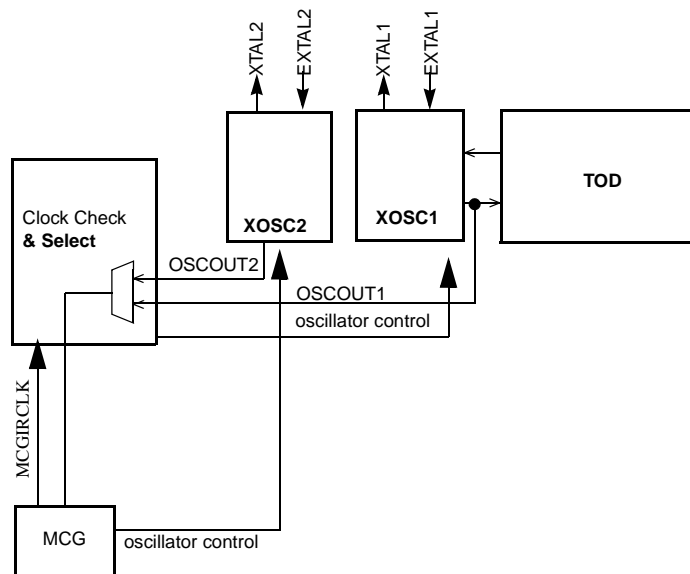 XTAL2
EXTAL2
XTAL1
EXTAL1
TOD
XOSC2
XOSC1
Clock Check
& Select
OSCOUT2
OSCOUT1
oscillator control
MCGIRCLK
MCG
oscillator control